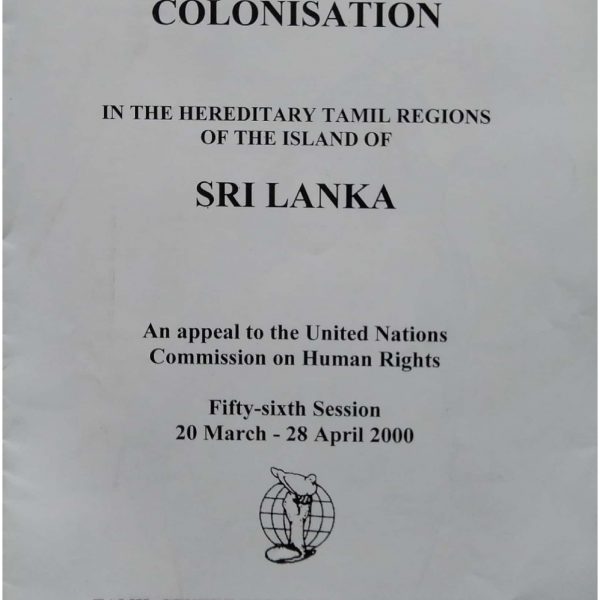 COLONISATION
IN THE HEREDITARY TAMIL REGIONS
OF THE ISLAND OF
SRI LANKA
An appeal to the United Nations
Commission on Human Rights
Fifty-sixth Session
20 March - 28 April 2000